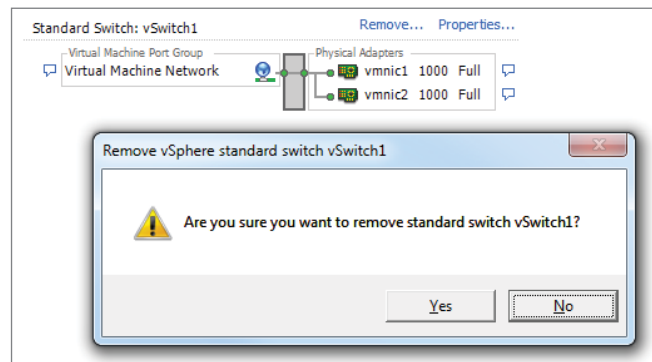 Standard Switch: vSwitch1 Remove... Properties...
Virtual Machine Port Group Physical Adapters
Virtual Machine Network vmnic1 1000 Full
vmnic2 1000 Full
Remove vSphere standard switch vSwitch1
Are you sure you want to remove standard switch vSwitch1?
Yes No